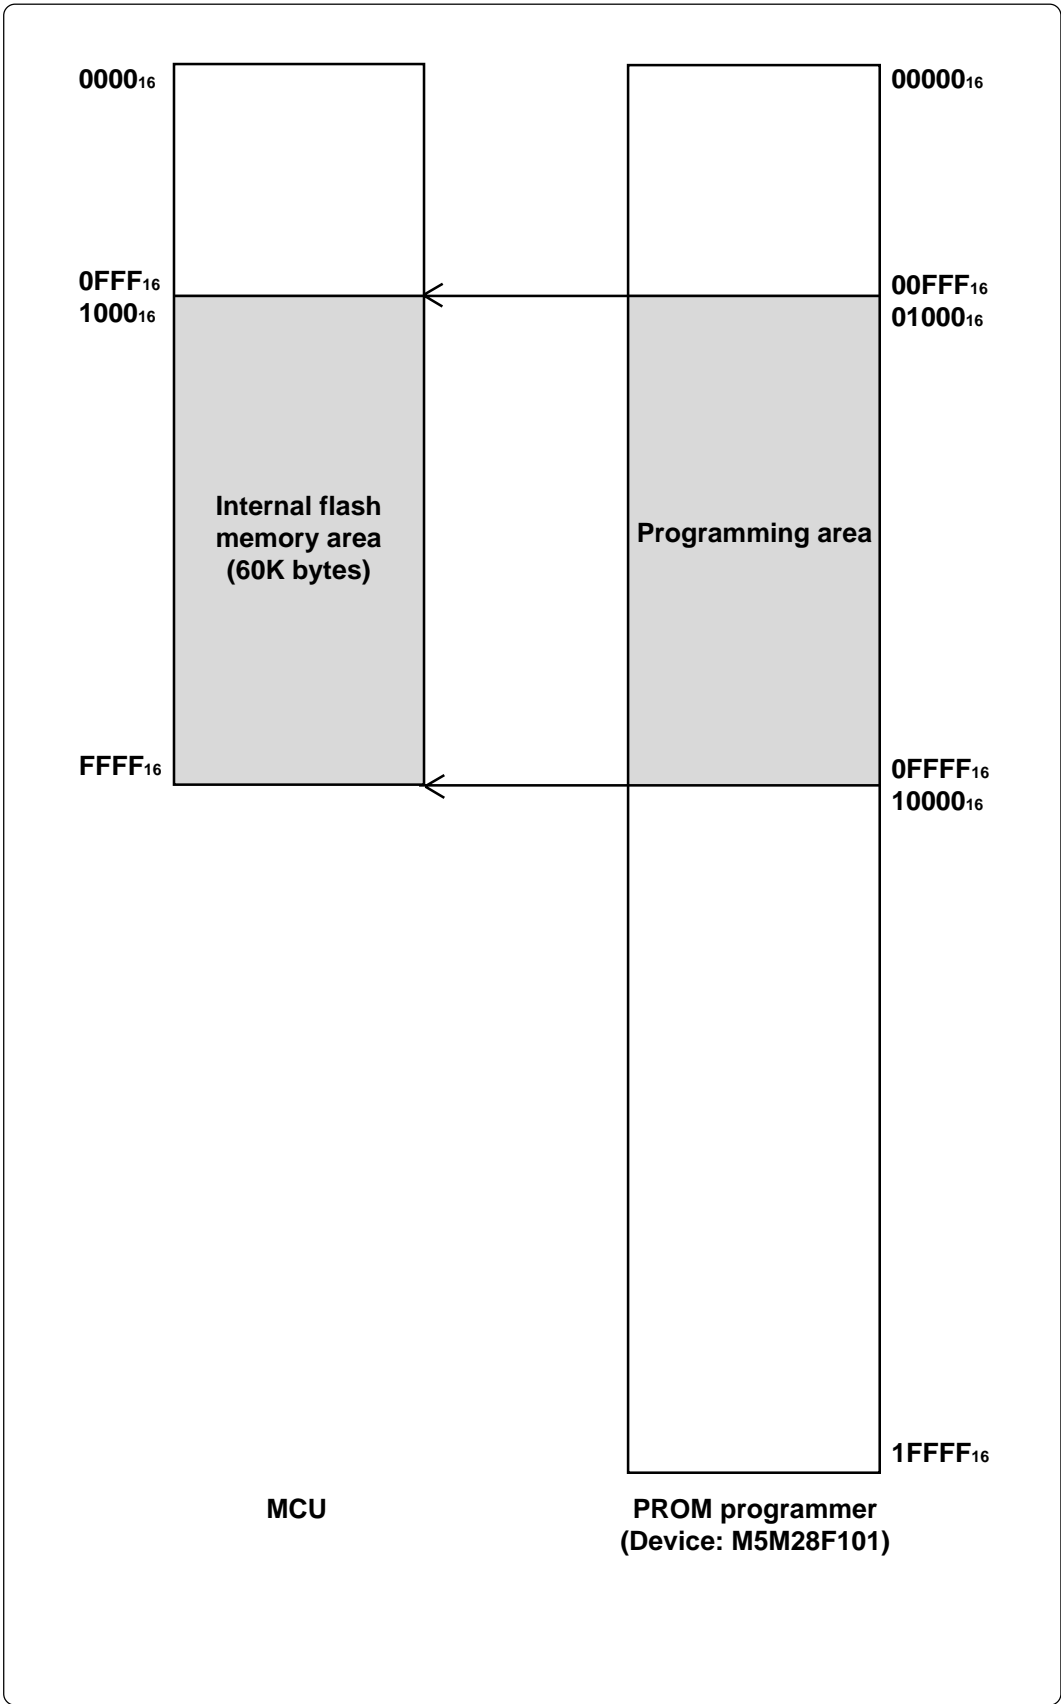 0000₁₆
00000₁₆
0FFF₁₆
1000₁₆
00FFF₁₆
01000₁₆
Internal flash
memory area
(60K bytes)
Programming area
FFFF₁₆
0FFFF₁₆
10000₁₆
1FFFF₁₆
MCU
PROM programmer
(Device: M5M28F101)